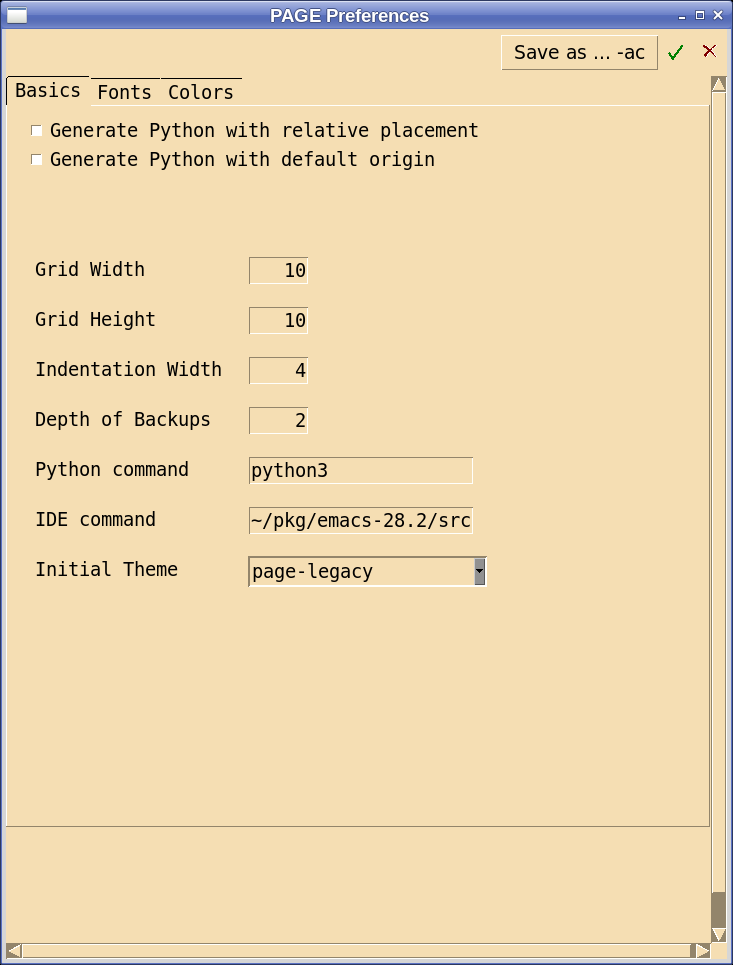 PAGE Preferences
Save as ... -ac
Basics Fonts Colors
Generate Python with relative placement
Generate Python with default origin
Grid Width 10
Grid Height 10
Indentation Width 4
Depth of Backups 2
Python command python3
IDE command ~/pkg/emacs-28.2/src
Initial Theme page-legacy